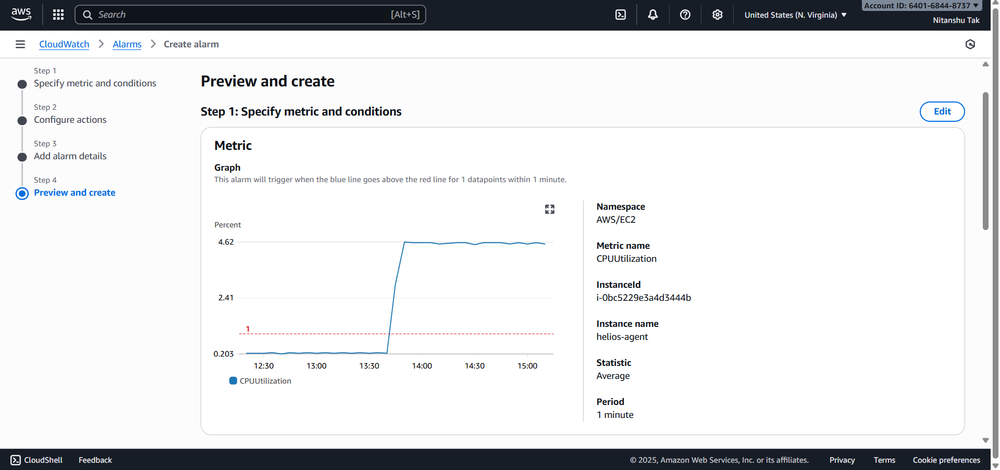 aws
Search [Alt+S]
United States (N. Virginia) ▼
Account ID: 6401-6844-8737 ▼
Nitanshu Tak
CloudWatch > Alarms > Create alarm
Step 1
Specify metric and conditions
Step 2
Configure actions
Step 3
Add alarm details
Step 4
Preview and create
Preview and create
Step 1: Specify metric and conditions
Edit
Metric
Graph
This alarm will trigger when the blue line goes above the red line for 1 datapoints within 1 minute.
Percent
4.62
2.41
1
0.203
12:30 13:00 13:30 14:00 14:30 15:00
CPUUtilization
Namespace
AWS/EC2
Metric name
CPUUtilization
InstanceId
i-0bc5229e3a4d3444b
Instance name
helios-agent
Statistic
Average
Period
1 minute
CloudShell Feedback © 2025, Amazon Web Services, Inc. or its affiliates. Privacy Terms Cookie preferences